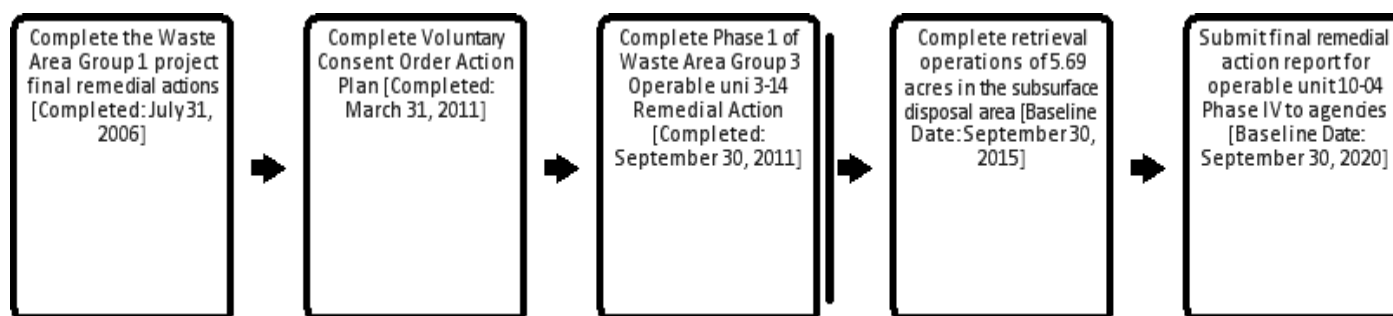 Complete the Waste
Area Group 1 project
final remedial actions
[Completed: July 31,
2006]
Complete Voluntary
Consent Order Action
Plan [Completed:
March 31, 2011]
Complete Phase 1 of
Waste Area Group 3
Operable uni 3-14
Remedial Action
[Completed:
September 30, 2011]
Complete retrieval
operations of 5.69
acres in the subsurface
disposal area [Baseline
Date: September 30,
2015]
Submit final remedial
action report for
operable unit 10-04
Phase IV to agencies
[Baseline Date:
September 30, 2020]